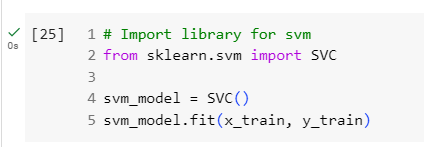 [25] 1 # Import library for svm
0s 2 from sklearn.svm import SVC
3
4 svm_model = SVC()
5 svm_model.fit(x_train, y_train)